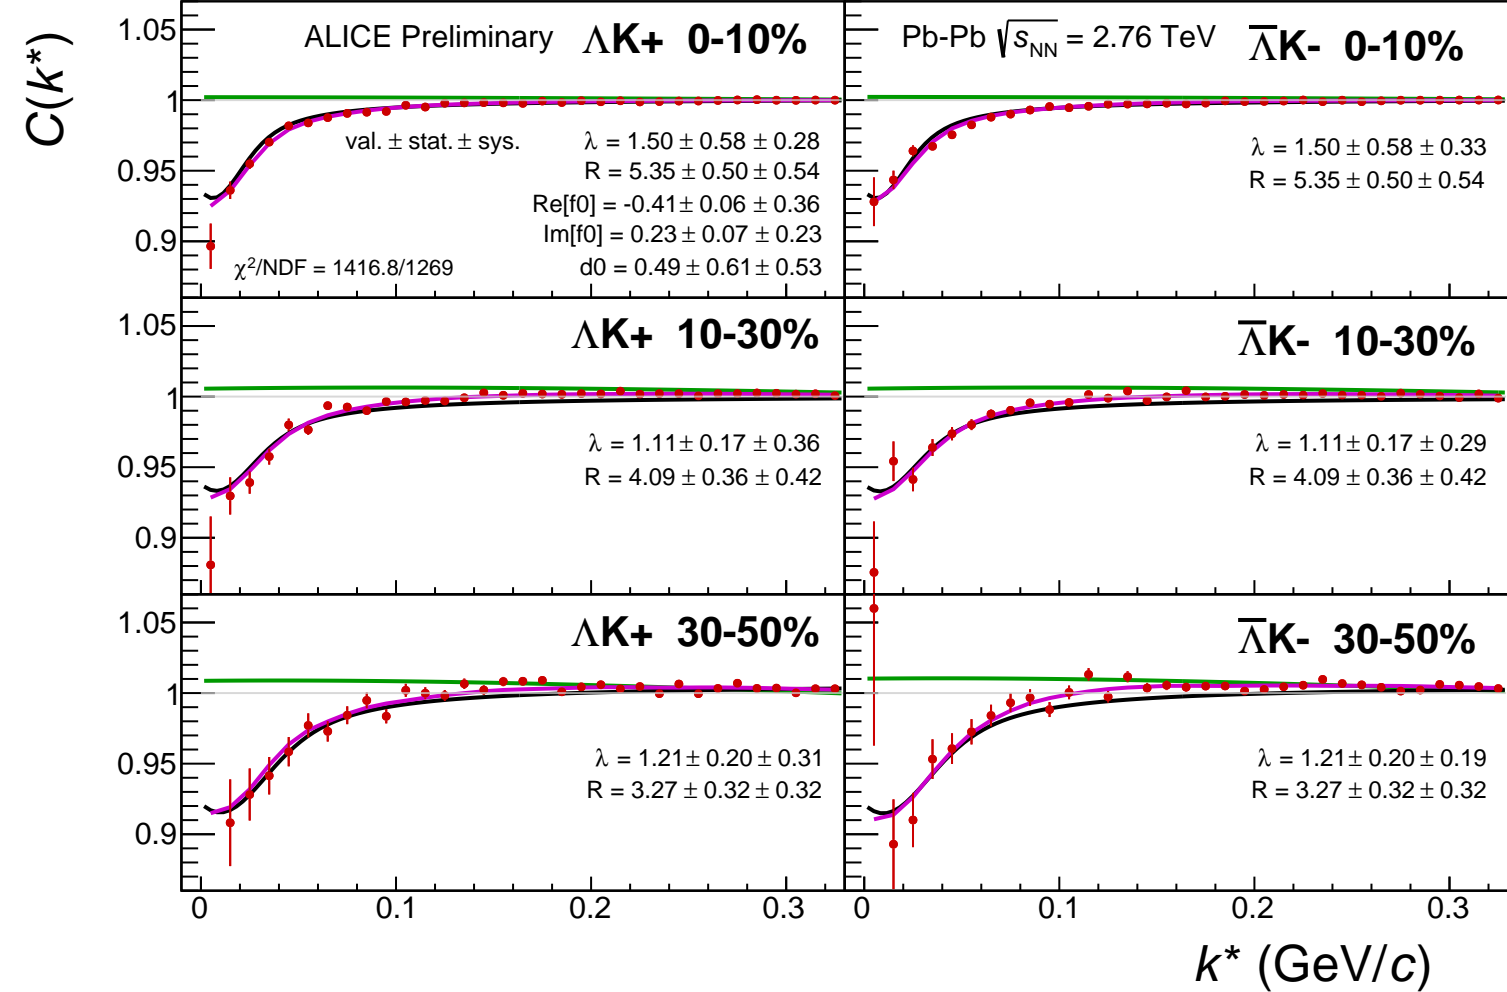 C(k*)
ALICE Preliminary ΛK+ 0-10%
1.05
1
0.95
0.9
val. ± stat. ± sys.
λ = 1.50 ± 0.58 ± 0.28
R = 5.35 ± 0.50 ± 0.54
Re[f0] = -0.41 ± 0.06 ± 0.36
Im[f0] = 0.23 ± 0.07 ± 0.23
d0 = 0.49 ± 0.61 ± 0.53
χ²/NDF = 1416.8/1269
Pb-Pb √s_NN = 2.76 TeV Λ̅K- 0-10%
λ = 1.50 ± 0.58 ± 0.33
R = 5.35 ± 0.50 ± 0.54
ΛK+ 10-30%
1.05
1
0.95
0.9
λ = 1.11 ± 0.17 ± 0.36
R = 4.09 ± 0.36 ± 0.42
Λ̅K- 10-30%
λ = 1.11 ± 0.17 ± 0.29
R = 4.09 ± 0.36 ± 0.42
ΛK+ 30-50%
1.05
1
0.95
0.9
λ = 1.21 ± 0.20 ± 0.31
R = 3.27 ± 0.32 ± 0.32
Λ̅K- 30-50%
λ = 1.21 ± 0.20 ± 0.19
R = 3.27 ± 0.32 ± 0.32
0 0.1 0.2 0.3
0 0.1 0.2 0.3
k* (GeV/c)